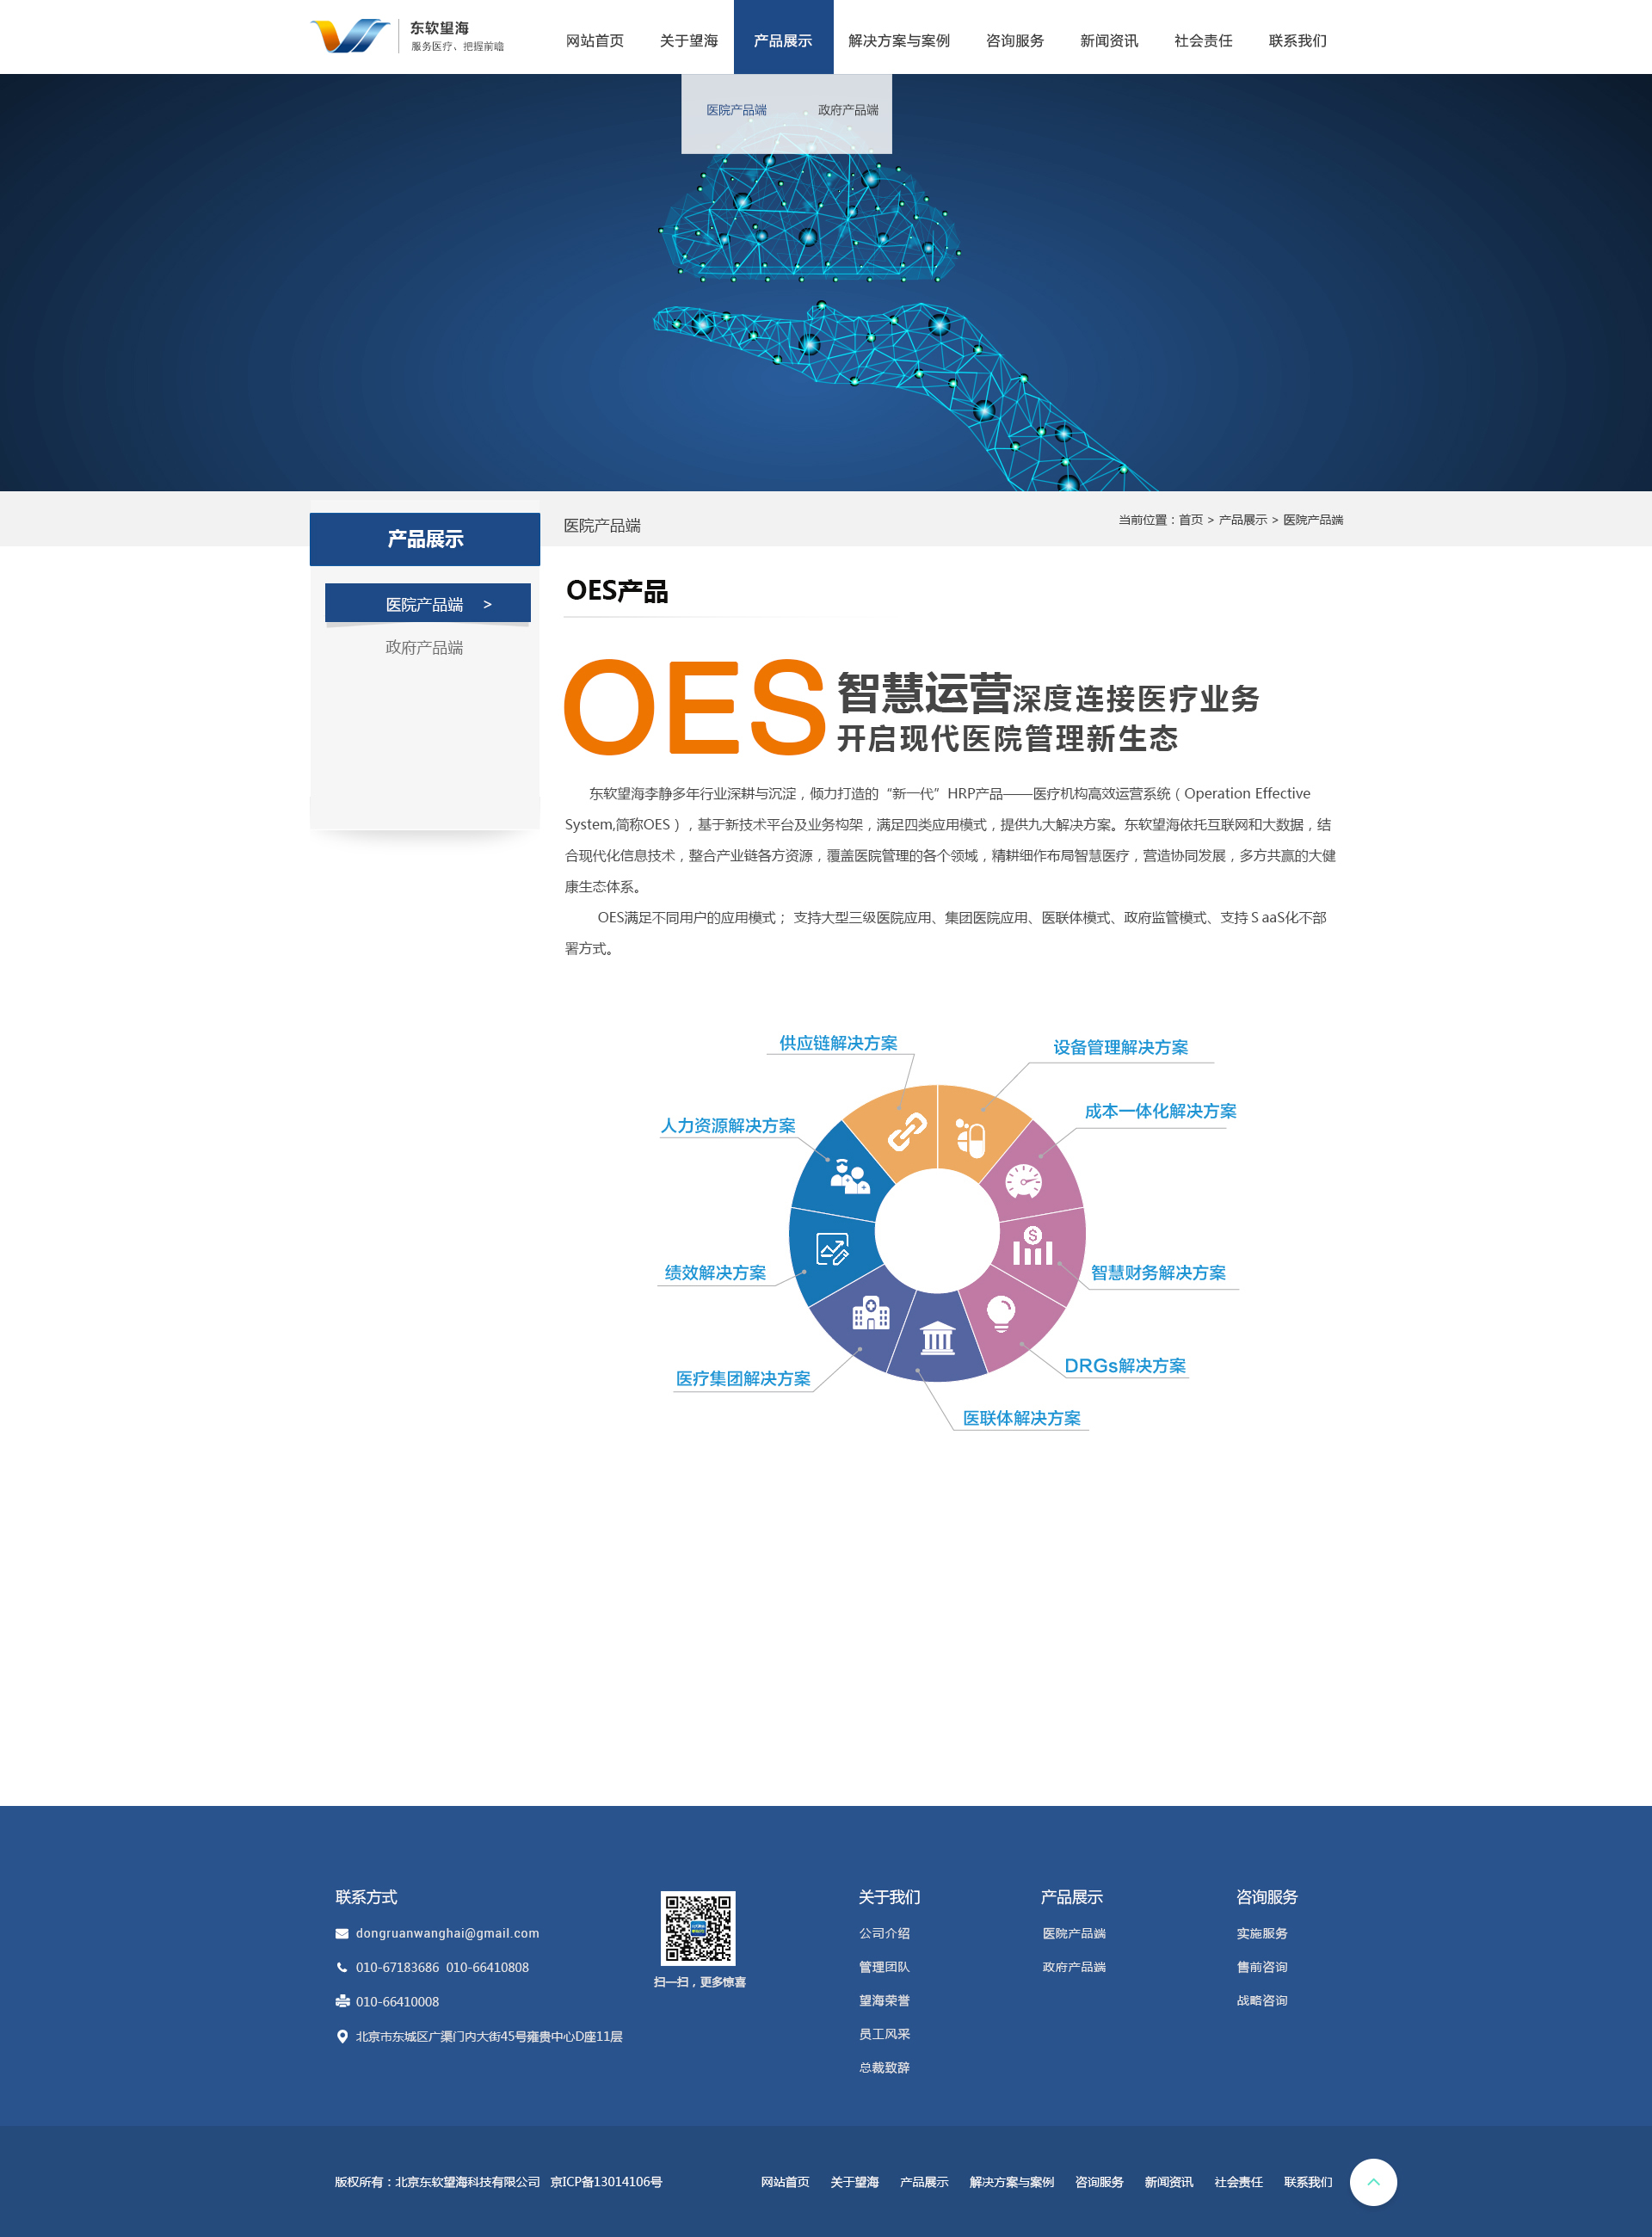 东软望海
服务医疗、把握前瞻
网站首页 关于望海 产品展示 解决方案与案例 咨询服务 新闻资讯 社会责任 联系我们
医院产品端 政府产品端
产品展示
医院产品端 >
政府产品端
医院产品端
当前位置：首页 > 产品展示 > 医院产品端
OES产品
OES 智慧运营深度连接医疗业务
开启现代医院管理新生态
东软望海李静多年行业深耕与沉淀，倾力打造的“新一代”HRP产品——医疗机构高效运营系统（Operation Effective
System,简称OES），基于新技术平台及业务构架，满足四类应用模式，提供九大解决方案。东软望海依托互联网和大数据，结
合现代化信息技术，整合产业链各方资源，覆盖医院管理的各个领域，精耕细作布局智慧医疗，营造协同发展，多方共赢的大健
康生态体系。
OES满足不同用户的应用模式； 支持大型三级医院应用、集团医院应用、医联体模式、政府监管模式、支持S aaS化不部
署方式。
供应链解决方案
设备管理解决方案
成本一体化解决方案
人力资源解决方案
绩效解决方案
智慧财务解决方案
DRGs解决方案
医疗集团解决方案
医联体解决方案
联系方式
dongruanwanghai@gmail.com
010-67183686 010-66410808
010-66410008
北京市东城区广渠门内大街45号雍贵中心D座11层
扫一扫，更多惊喜
关于我们
公司介绍
管理团队
望海荣誉
员工风采
总裁致辞
产品展示
医院产品端
政府产品端
咨询服务
实施服务
售前咨询
战略咨询
版权所有：北京东软望海科技有限公司 京ICP备13014106号
网站首页 关于望海 产品展示 解决方案与案例 咨询服务 新闻资讯 社会责任 联系我们